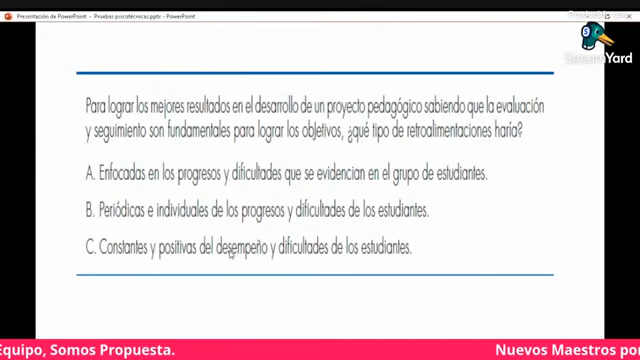 Presentación de PowerPoint - Pruebas psicotécnicas.pptx - PowerPoint
StreamYard
Para lograr los mejores resultados en el desarrollo de un proyecto pedagógico sabiendo que la evaluación
y seguimiento son fundamentales para lograr los objetivos, ¿qué tipo de retroalimentaciones haría?
A. Enfocadas en los progresos y dificultades que se evidencian en el grupo de estudiantes.
B. Periódicas e individuales de los progresos y dificultades de los estudiantes.
C. Constantes y positivas del desempeño y dificultades de los estudiantes.
Equipo, Somos Propuesta. Nuevos Maestros por